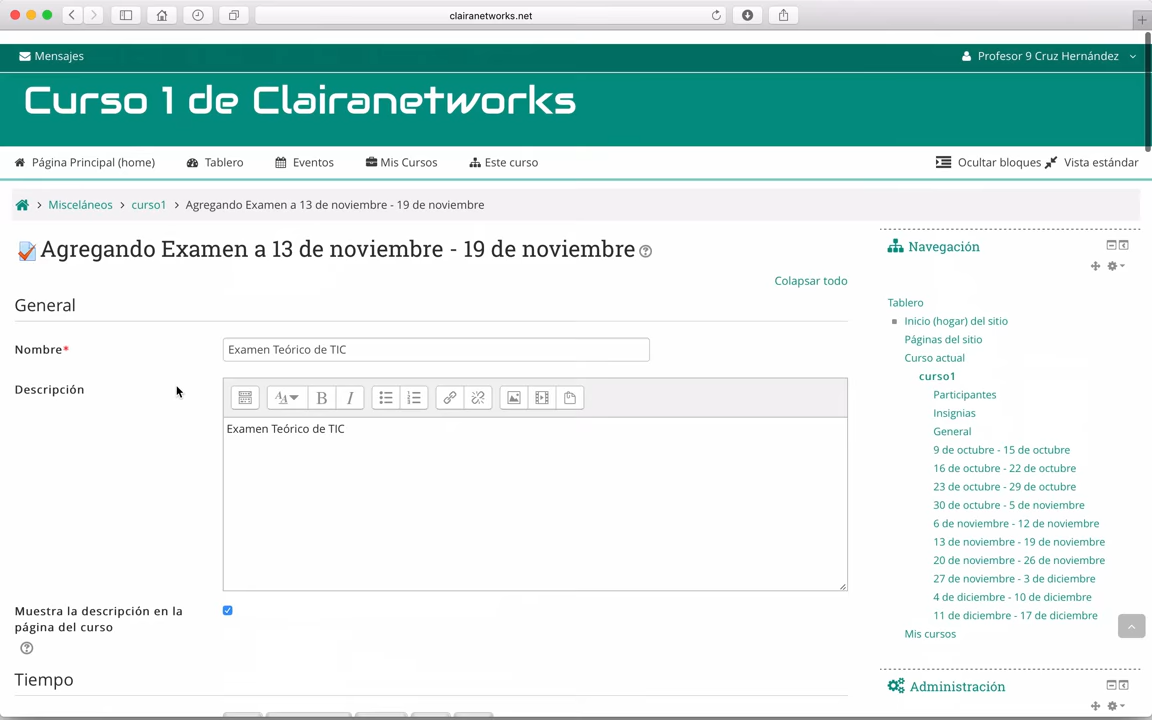 clairanetworks.net
Mensajes
Profesor 9 Cruz Hernández
Curso 1 de Clairanetworks
Página Principal (home)
Tablero
Eventos
Mis Cursos
Este curso
Ocultar bloques
Vista estándar
Misceláneos
curso1
Agregando Examen a 13 de noviembre - 19 de noviembre
Agregando Examen a 13 de noviembre - 19 de noviembre
Colapsar todo
General
Nombre*
Examen Teórico de TIC
Descripción
Examen Teórico de TIC
Muestra la descripción en la
página del curso
Tiempo
Navegación
Tablero
Inicio (hogar) del sitio
Páginas del sitio
Curso actual
curso1
Participantes
Insignias
General
9 de octubre - 15 de octubre
16 de octubre - 22 de octubre
23 de octubre - 29 de octubre
30 de octubre - 5 de noviembre
6 de noviembre - 12 de noviembre
13 de noviembre - 19 de noviembre
20 de noviembre - 26 de noviembre
27 de noviembre - 3 de diciembre
4 de diciembre - 10 de diciembre
11 de diciembre - 17 de diciembre
Mis cursos
Administración